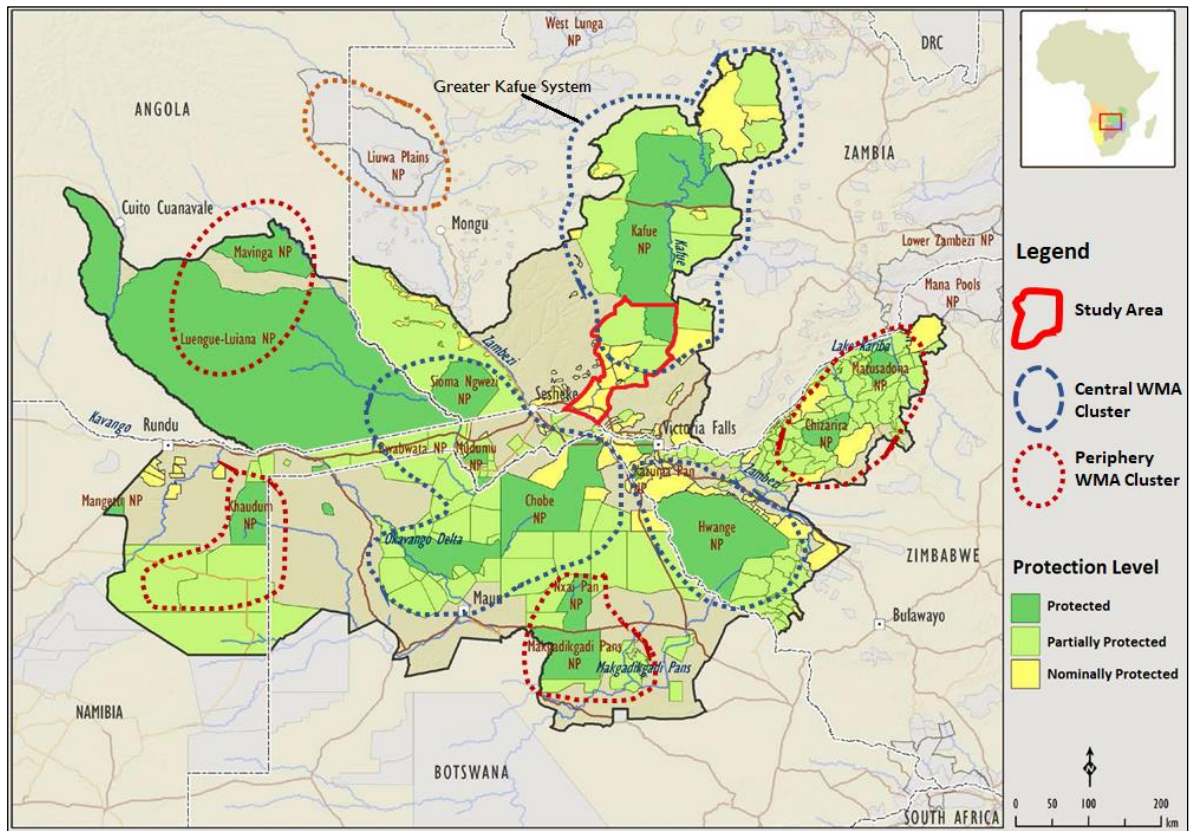 West Lunga
NP
DRC
Greater Kafue System
ANGOLA
ZAMBIA
Liuwa Plains
NP
Cuito Cuanavale
Mongu
Kafue
NP
Kafue
Lower Zambezi NP
Mavinga NP
Mana Pools
NP
Luengue-Luiana NP
Zambezi
Lake Kariba
Matusadona
NP
Sioma Ngwezi
NP
Sesheke
Chizarira
NP
Kavango
Rundu
Victoria Falls
Bwabwata NP
Mudumu
NP
Zambezi
Kazuma Pan
NP
Mangetti NP
Khaudum
NP
Chobe
NP
Hwange
NP
Okavango Delta
ZIMBABWE
Maun
Nxai Pan
NP
Bulawayo
Makgadikgadi Pans
NP
Makgadikgadi Pans
NAMIBIA
BOTSWANA
SOUTH AFRICA
Legend
Study Area
Central WMA
Cluster
Periphery
WMA Cluster
Protection Level
Protected
Partially Protected
Nominally Protected
N
0 50 100 200
km